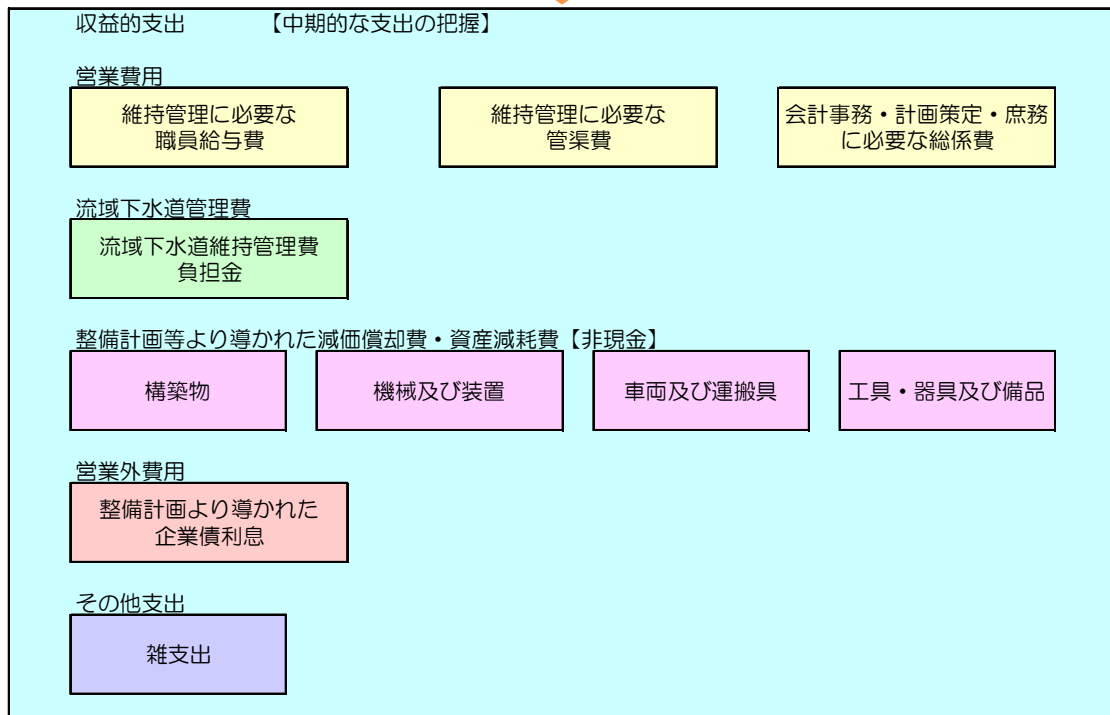 収益的支出　　　【中期的な支出の把握】
営業費用
維持管理に必要な
職員給与費
維持管理に必要な
管渠費
会計事務・計画策定・庶務
に必要な総係費
流域下水道管理費
流域下水道維持管理費
負担金
整備計画等より導かれた減価償却費・資産減耗費【非現金】
構築物
機械及び装置
車両及び運搬具
工具・器具及び備品
営業外費用
整備計画より導かれた
企業債利息
その他支出
雑支出